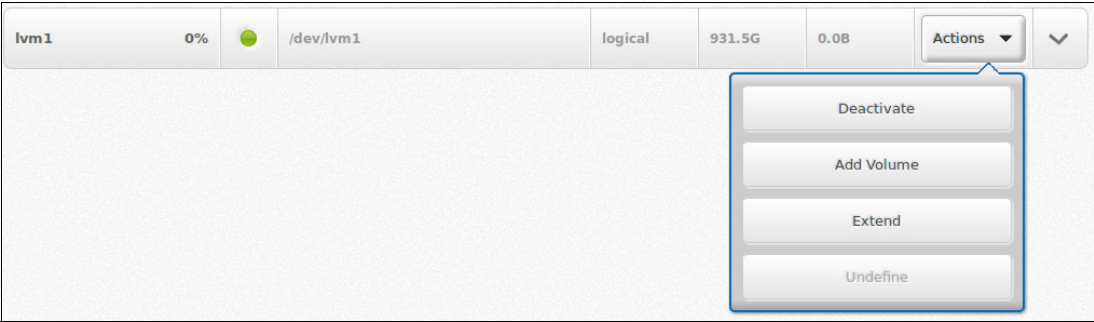 lvm1 0% /dev/lvm1 logical 931.5G 0.0B Actions
Deactivate
Add Volume
Extend
Undefine